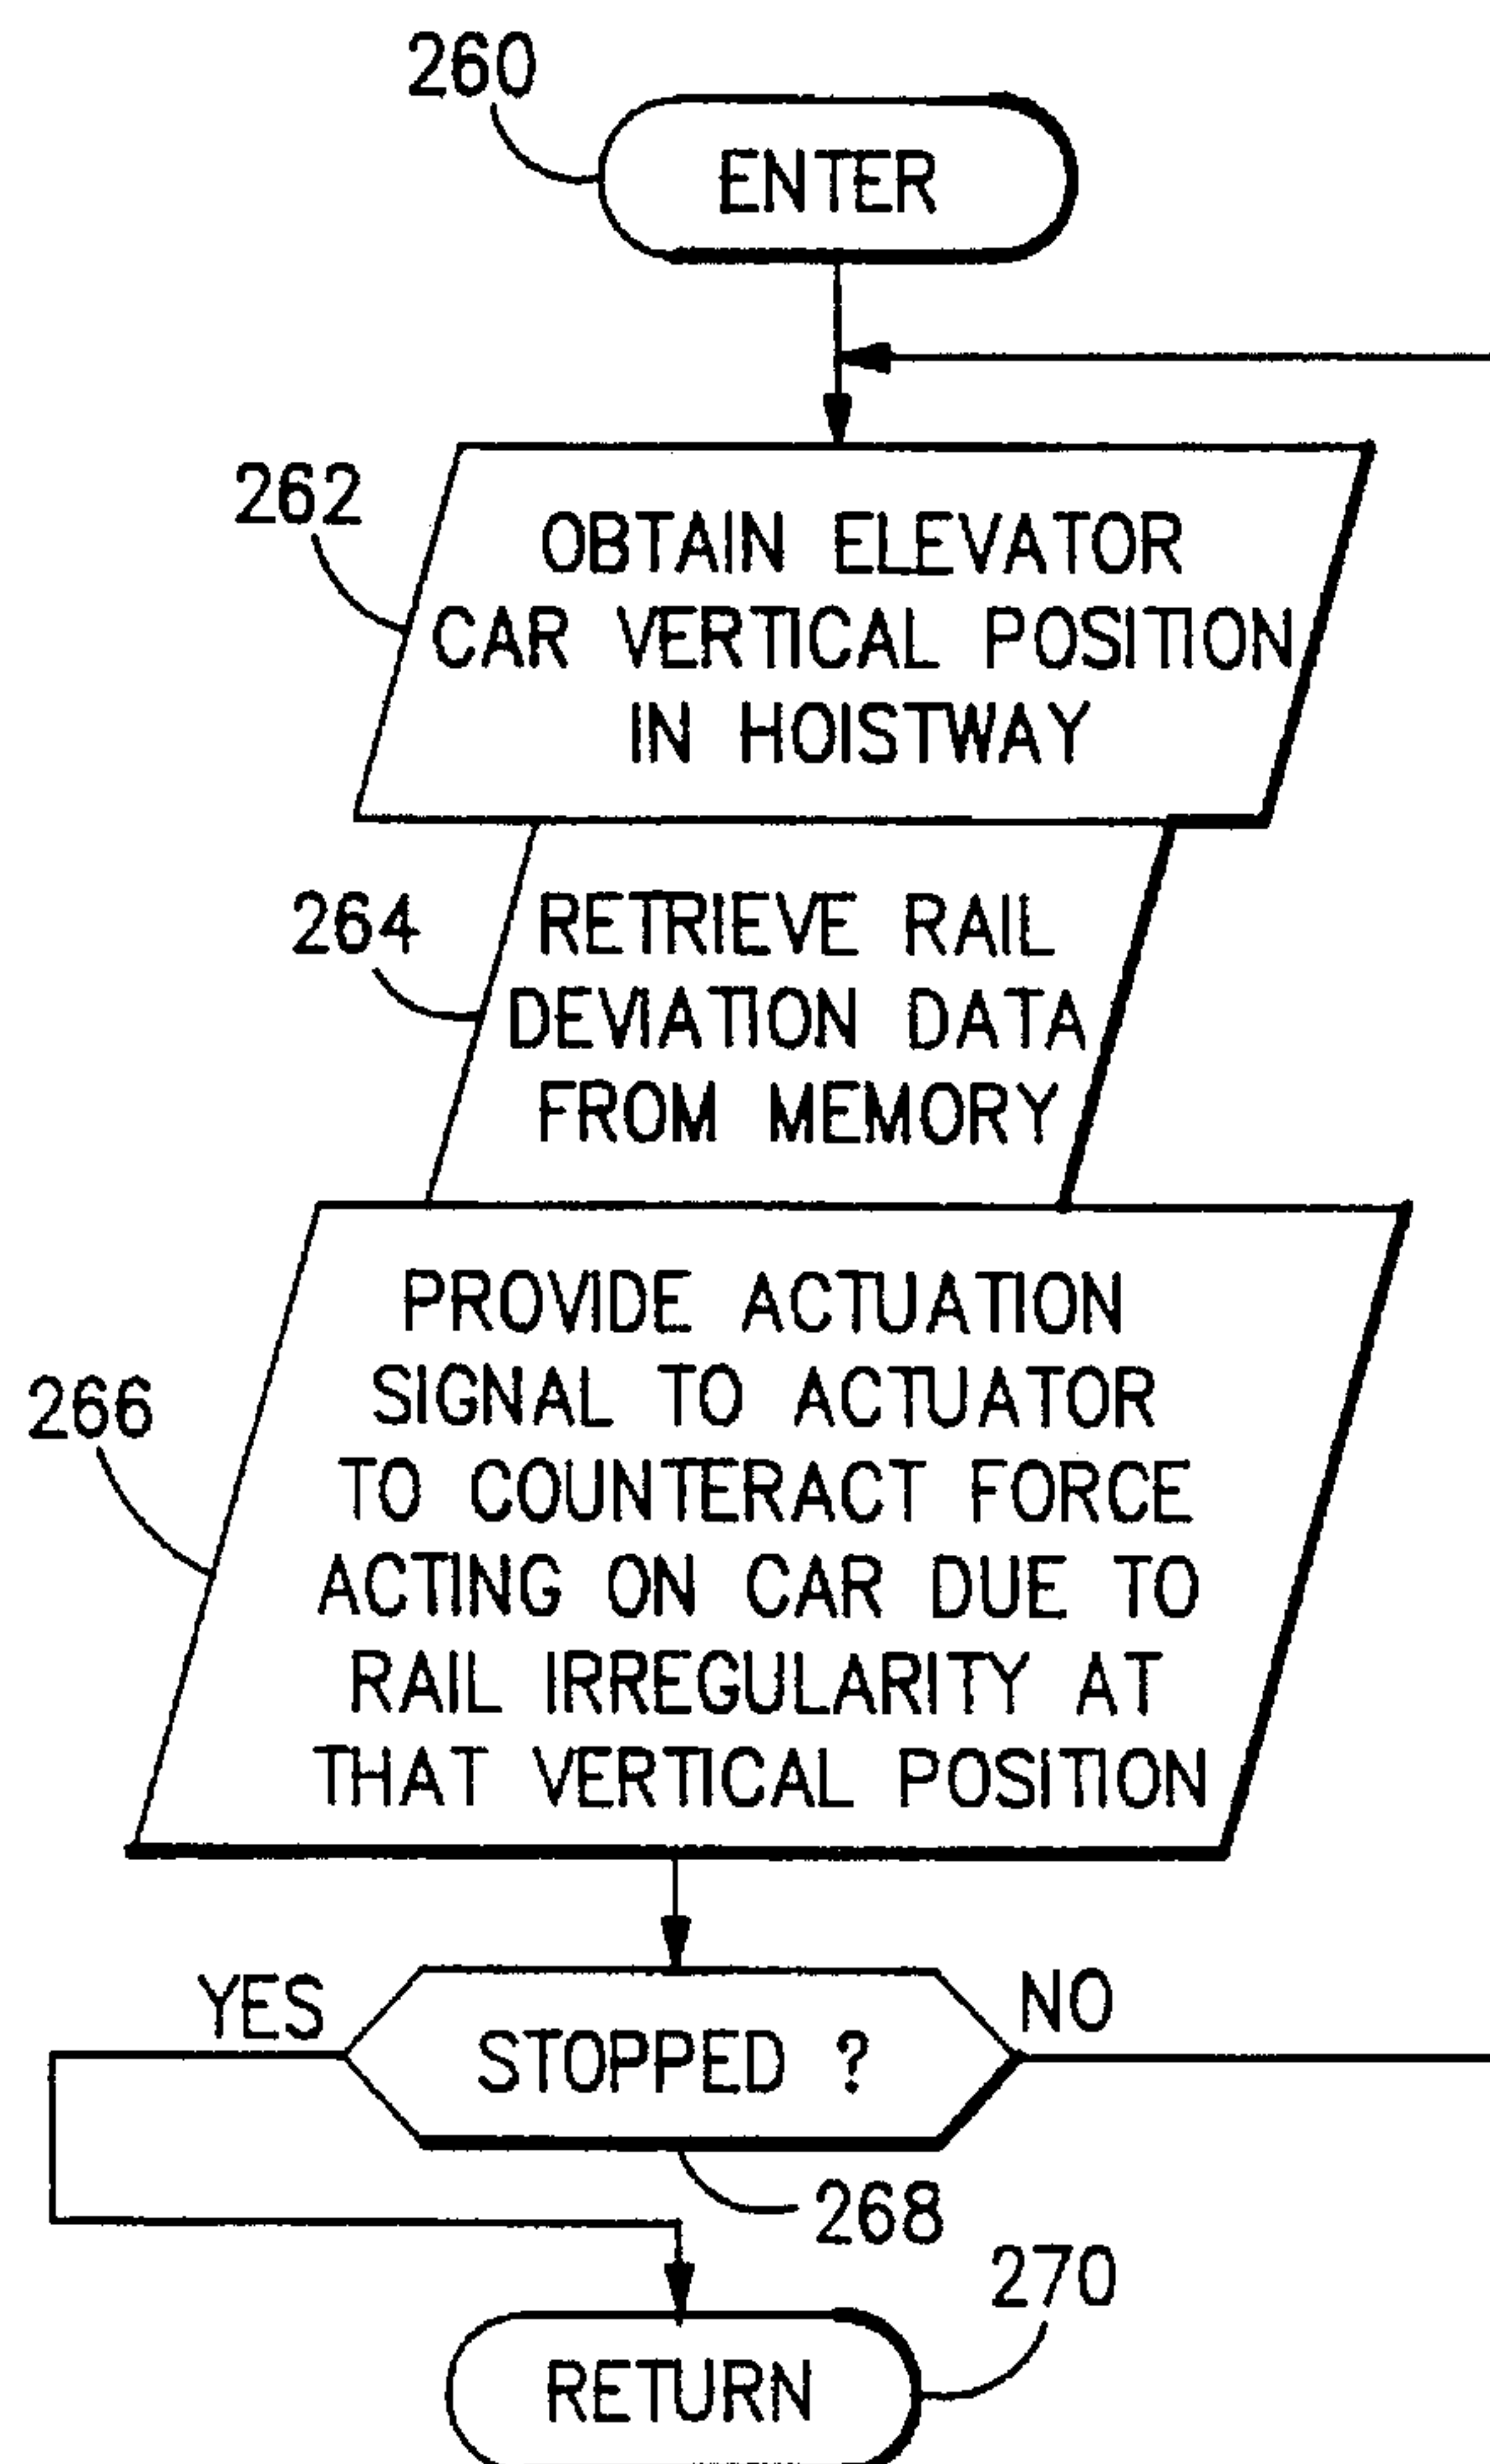 260
ENTER
262
OBTAIN ELEVATOR
CAR VERTICAL POSITION
IN HOISTWAY
264
RETRIEVE RAIL
DEVIATION DATA
FROM MEMORY
266
PROVIDE ACTUATION
SIGNAL TO ACTUATOR
TO COUNTERACT FORCE
ACTING ON CAR DUE TO
RAIL IRREGULARITY AT
THAT VERTICAL POSITION
YES
NO
STOPPED ?
268
270
RETURN